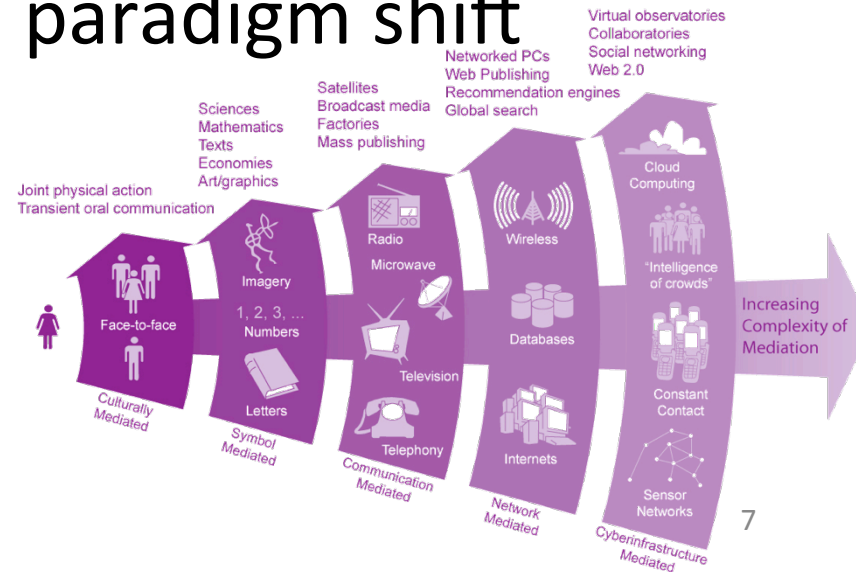 paradigm shift
Joint physical action
Transient oral communication
Face-to-face
Culturally
Mediated
Sciences
Mathematics
Texts
Economies
Art/graphics
Imagery
1, 2, 3, ...
Numbers
Letters
Symbol
Mediated
Satellites
Broadcast media
Factories
Mass publishing
Radio
Microwave
Television
Telephony
Communication
Mediated
Networked PCs
Web Publishing
Recommendation engines
Global search
Wireless
Databases
Internets
Network
Mediated
Virtual observatories
Collaboratories
Social networking
Web 2.0
Cloud
Computing
"Intelligence
of crowds"
Constant
Contact
Sensor
Networks
Cyberinfrastructure
Mediated
Increasing
Complexity of
Mediation
7